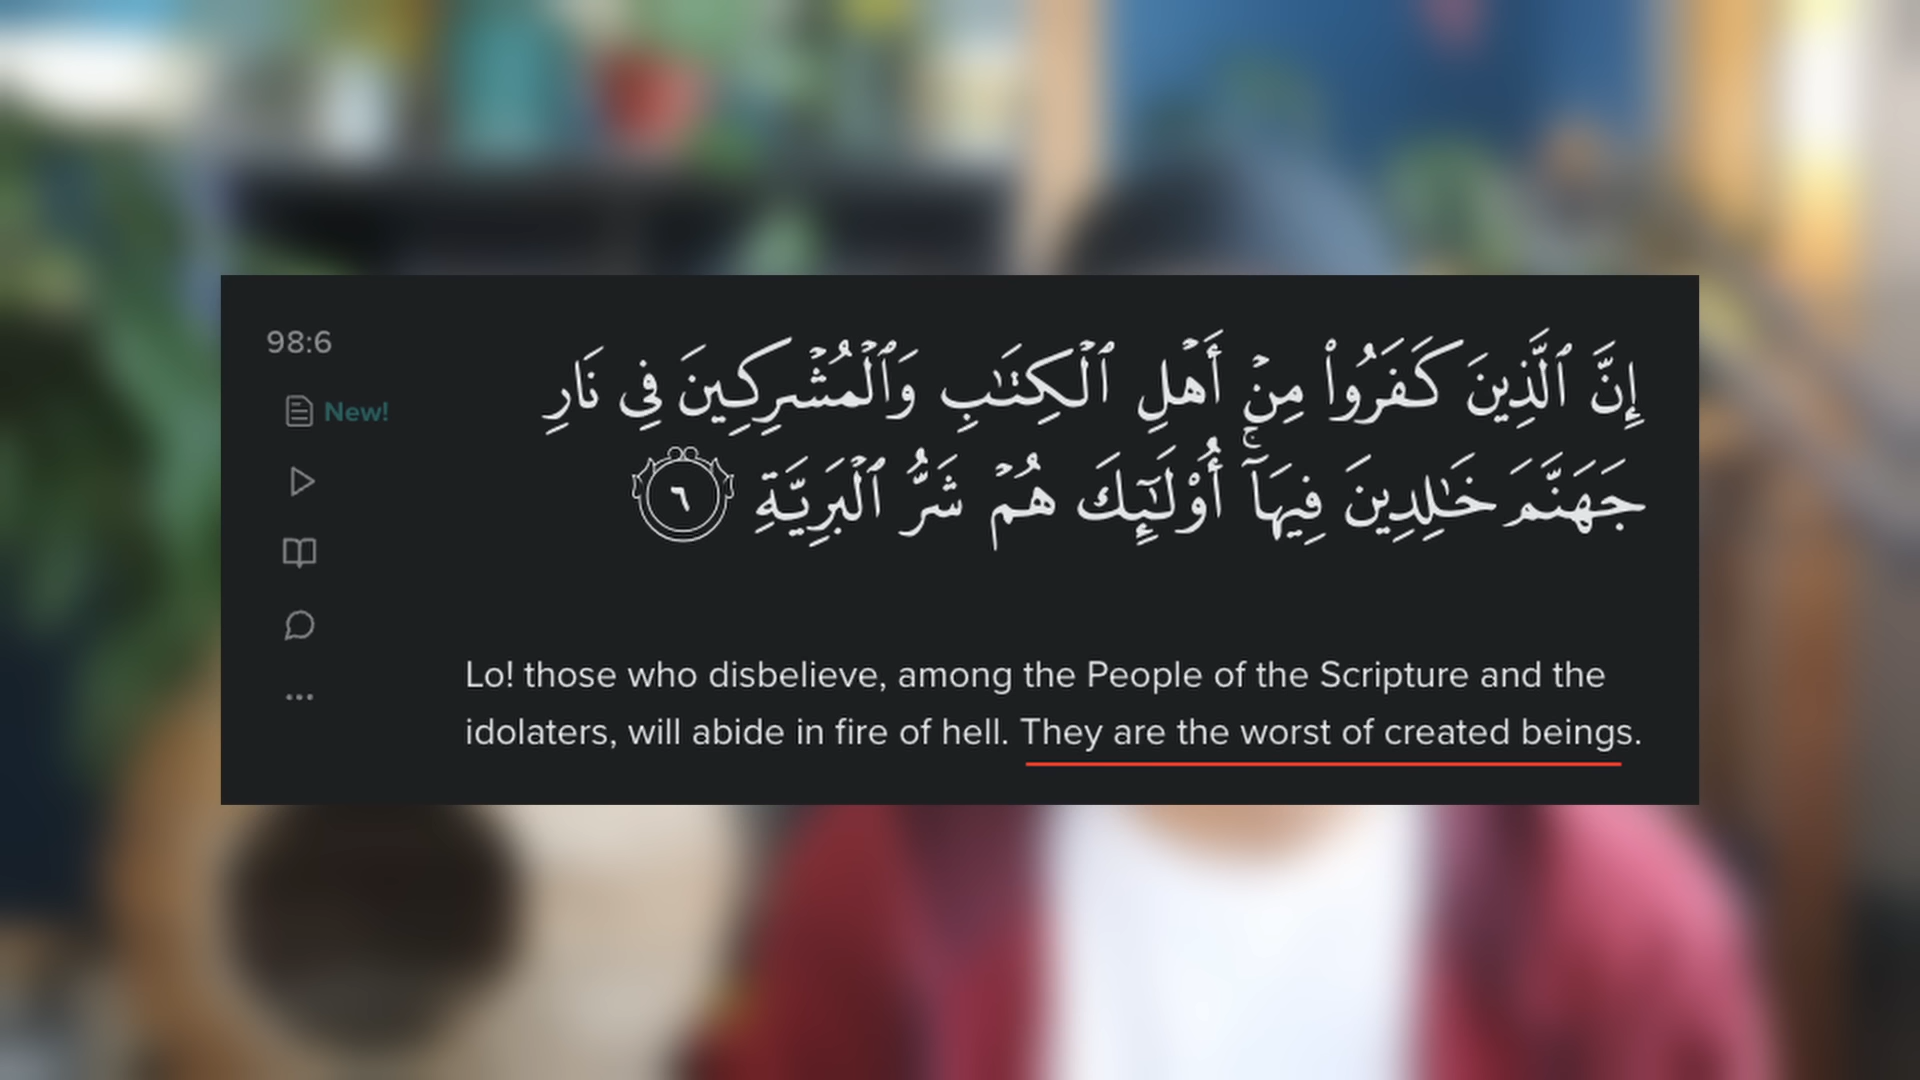 98:6
New!
إِنَّ ٱلَّذِينَ كَفَرُوا۟ مِنْ أَهْلِ ٱلْكِتَـٰبِ وَٱلْمُشْرِكِينَ فِى نَارِ
جَهَنَّمَ خَـٰلِدِينَ فِيهَآ ۚ أُو۟لَـٰٓئِكَ هُمْ شَرُّ ٱلْبَرِيَّةِ ٦
Lo! those who disbelieve, among the People of the Scripture and the
idolaters, will abide in fire of hell. They are the worst of created beings.